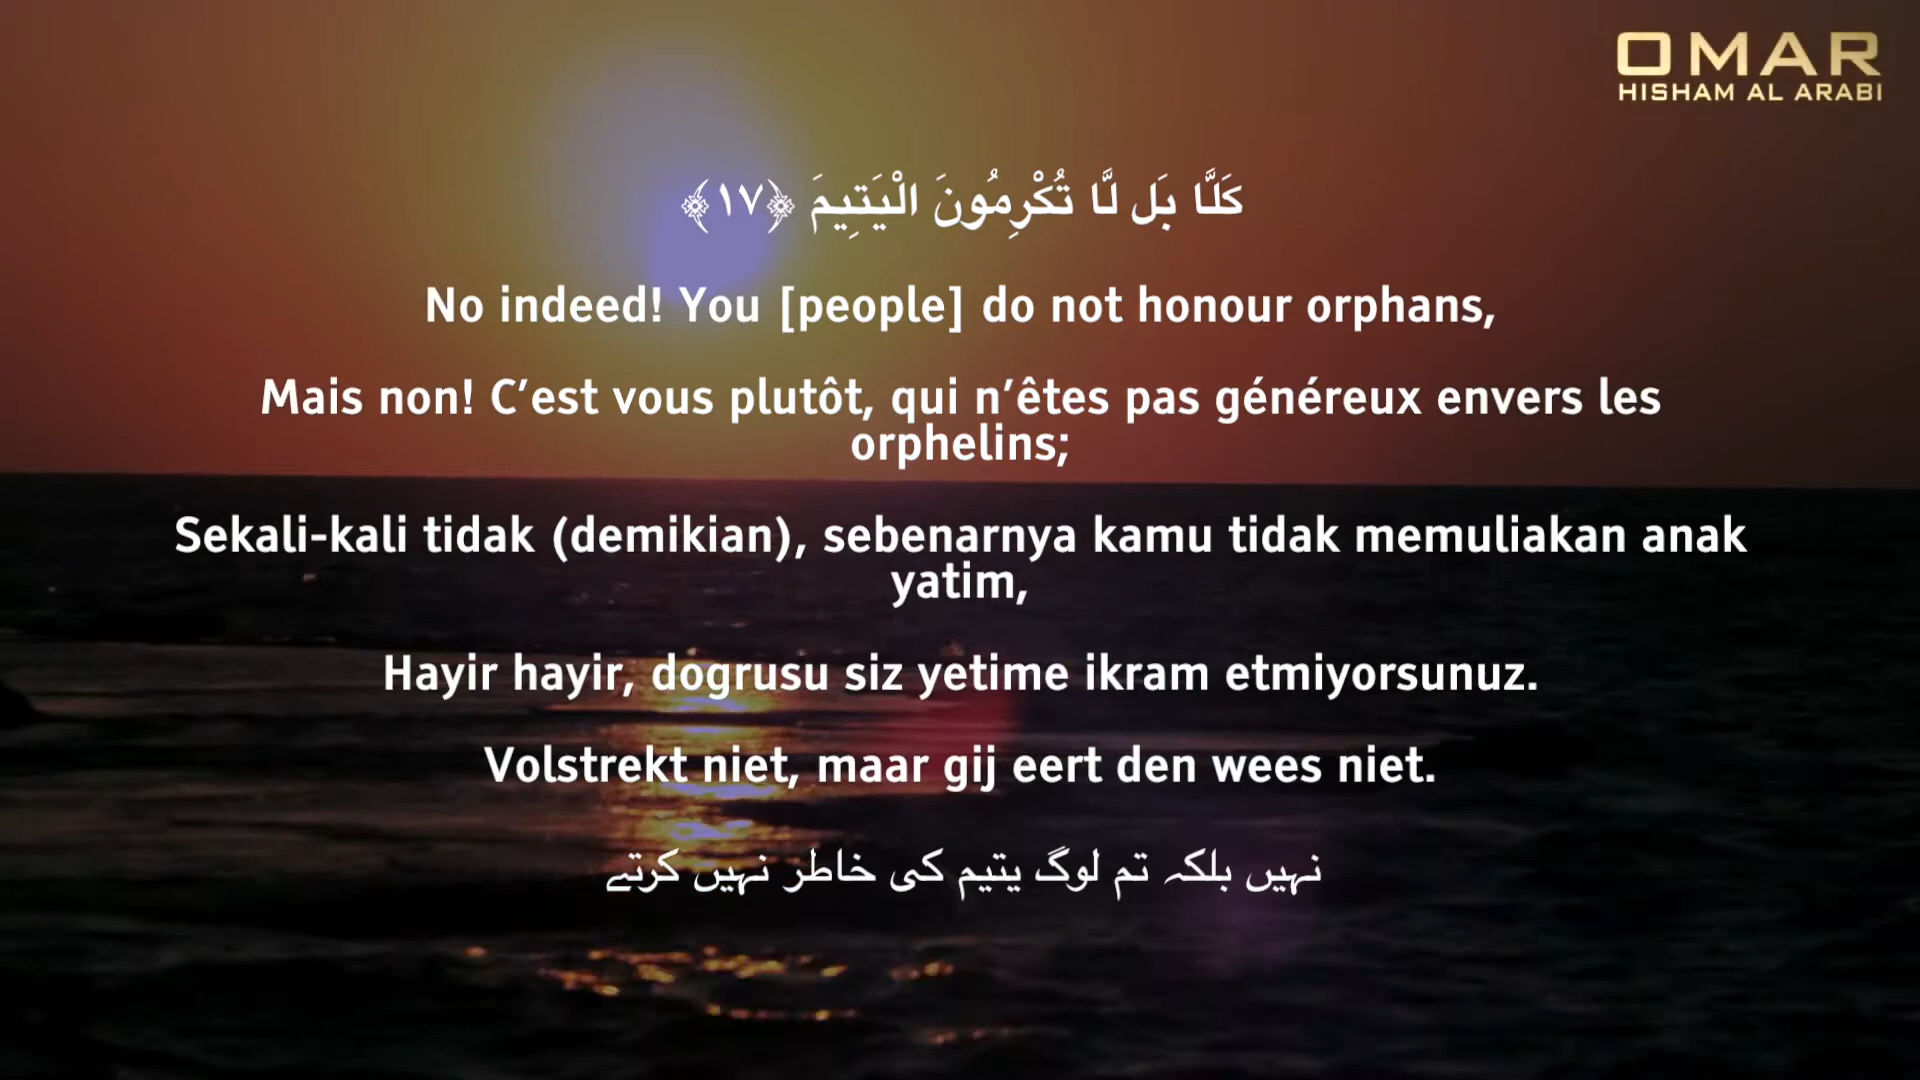 OMAR
HISHAM AL ARABI
كَلَّا بَل لَّا تُكْرِمُونَ الْيَتِيمَ ﴿١٧﴾
No indeed! You [people] do not honour orphans,
Mais non! C’est vous plutôt, qui n’êtes pas généreux envers les
orphelins;
Sekali-kali tidak (demikian), sebenarnya kamu tidak memuliakan anak
yatim,
Hayir hayir, dogrusu siz yetime ikram etmiyorsunuz.
Volstrekt niet, maar gij eert den wees niet.
نہیں بلکہ تم لوگ یتیم کی خاطر نہیں کرتے